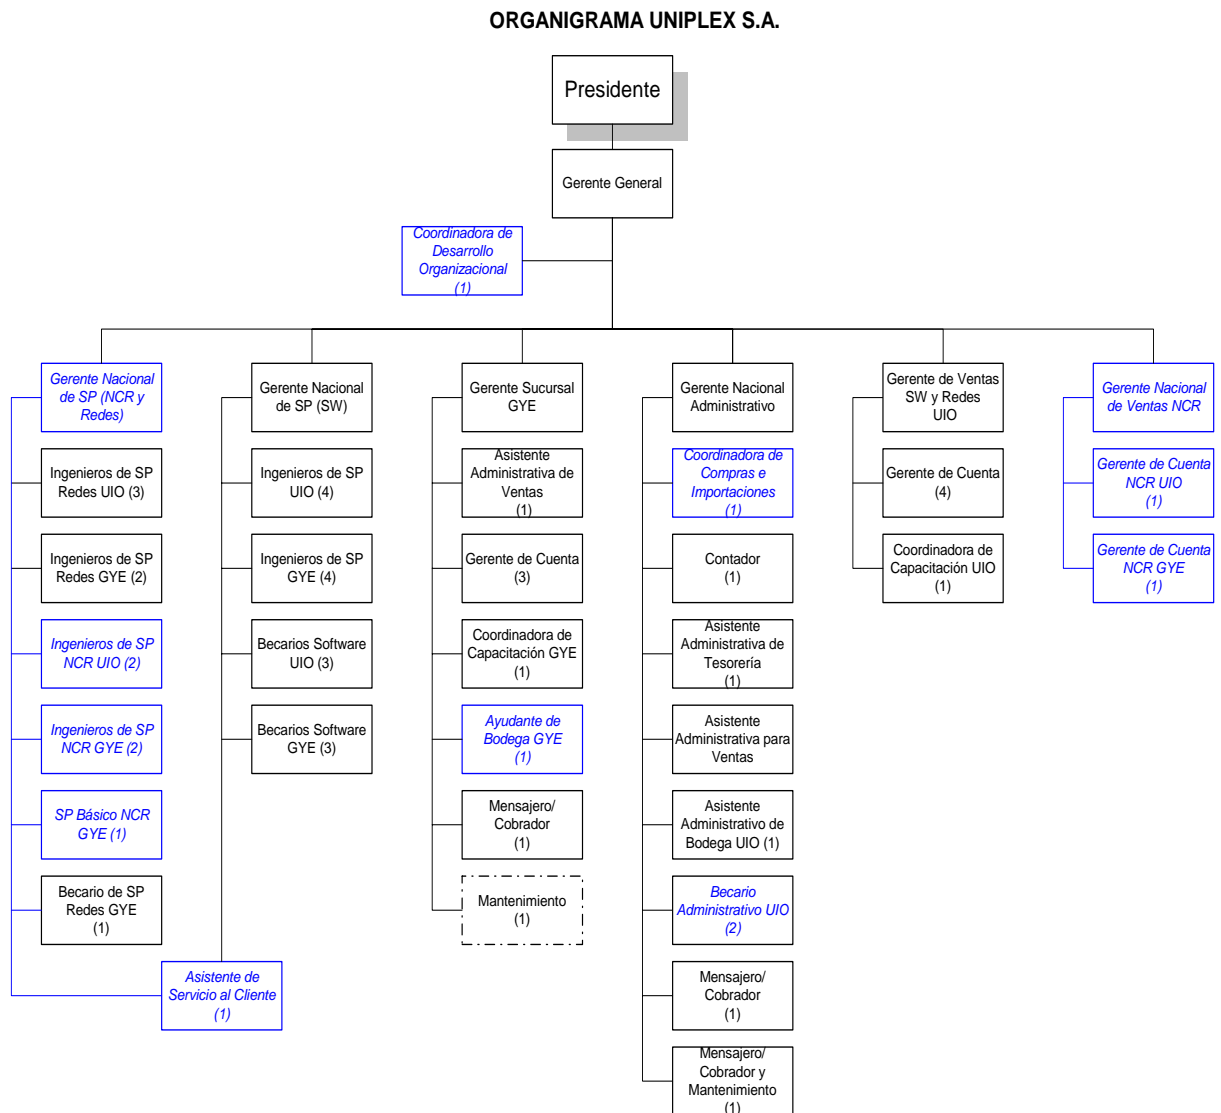 ORGANIGRAMA UNIPLEX S.A.
Presidente
Gerente General
Coordinadora de
Desarrollo
Organizacional
(1)
Gerente Nacional
de SP (NCR y
Redes)
Ingenieros de SP
Redes UIO (3)
Ingenieros de SP
Redes GYE (2)
Ingenieros de SP
NCR UIO (2)
Ingenieros de SP
NCR GYE (2)
SP Básico NCR
GYE (1)
Becario de SP
Redes GYE
(1)
Asistente de
Servicio al Cliente
(1)
Gerente Nacional
de SP (SW)
Ingenieros de SP
UIO (4)
Ingenieros de SP
GYE (4)
Becarios Software
UIO (3)
Becarios Software
GYE (3)
Gerente Sucursal
GYE
Asistente
Administrativa de
Ventas
(1)
Gerente de Cuenta
(3)
Coordinadora de
Capacitación GYE
(1)
Ayudante de
Bodega GYE
(1)
Mensajero/
Cobrador
(1)
Mantenimiento
(1)
Gerente Nacional
Administrativo
Coordinadora de
Compras e
Importaciones
(1)
Contador
(1)
Asistente
Administrativa de
Tesorería
(1)
Asistente
Administrativa para
Ventas
Asistente
Administrativo de
Bodega UIO (1)
Becario
Administrativo UIO
(2)
Mensajero/
Cobrador
(1)
Mensajero/
Cobrador y
Mantenimiento
(1)
Gerente de Ventas
SW y Redes
UIO
Gerente de Cuenta
(4)
Coordinadora de
Capacitación UIO
(1)
Gerente Nacional
de Ventas NCR
Gerente de Cuenta
NCR UIO
(1)
Gerente de Cuenta
NCR GYE
(1)